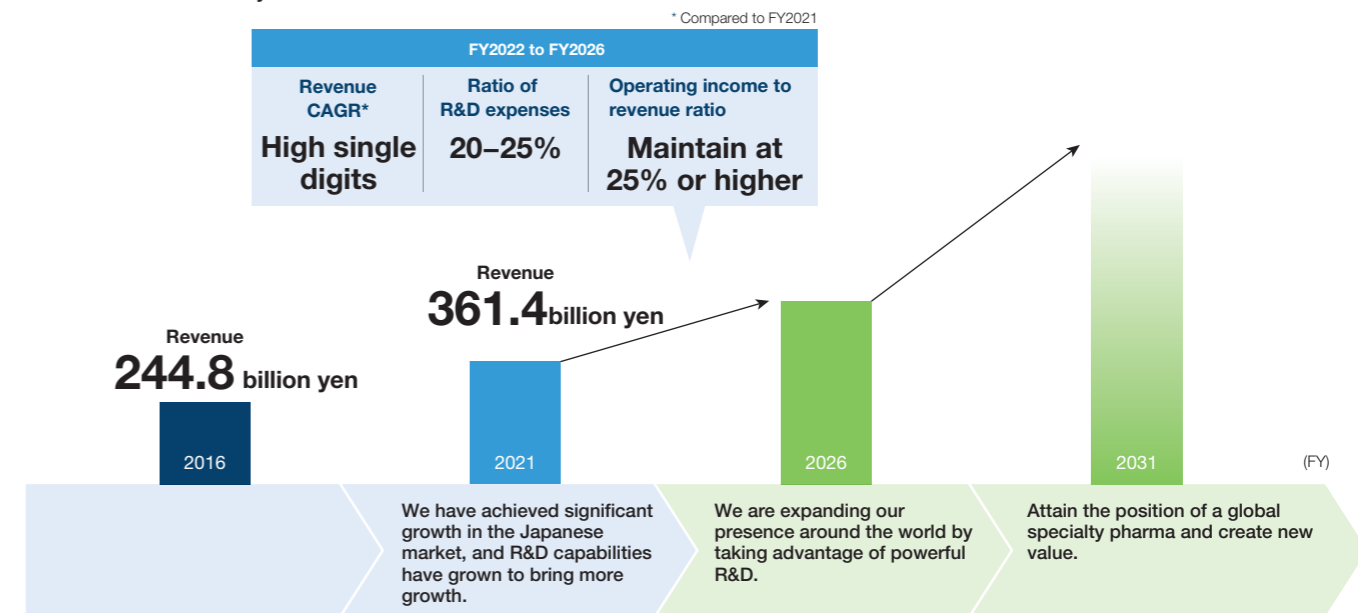 * Compared to FY2021
FY2022 to FY2026
Revenue
CAGR*
High single
digits
Ratio of
R&D expenses
20–25%
Operating income to
revenue ratio
Maintain at
25% or higher
Revenue
244.8 billion yen
Revenue
361.4 billion yen
2016
2021
2026
2031
(FY)
We have achieved significant
growth in the Japanese
market, and R&D capabilities
have grown to bring more
growth.
We are expanding our
presence around the world by
taking advantage of powerful
R&D.
Attain the position of a global
specialty pharma and create new
value.